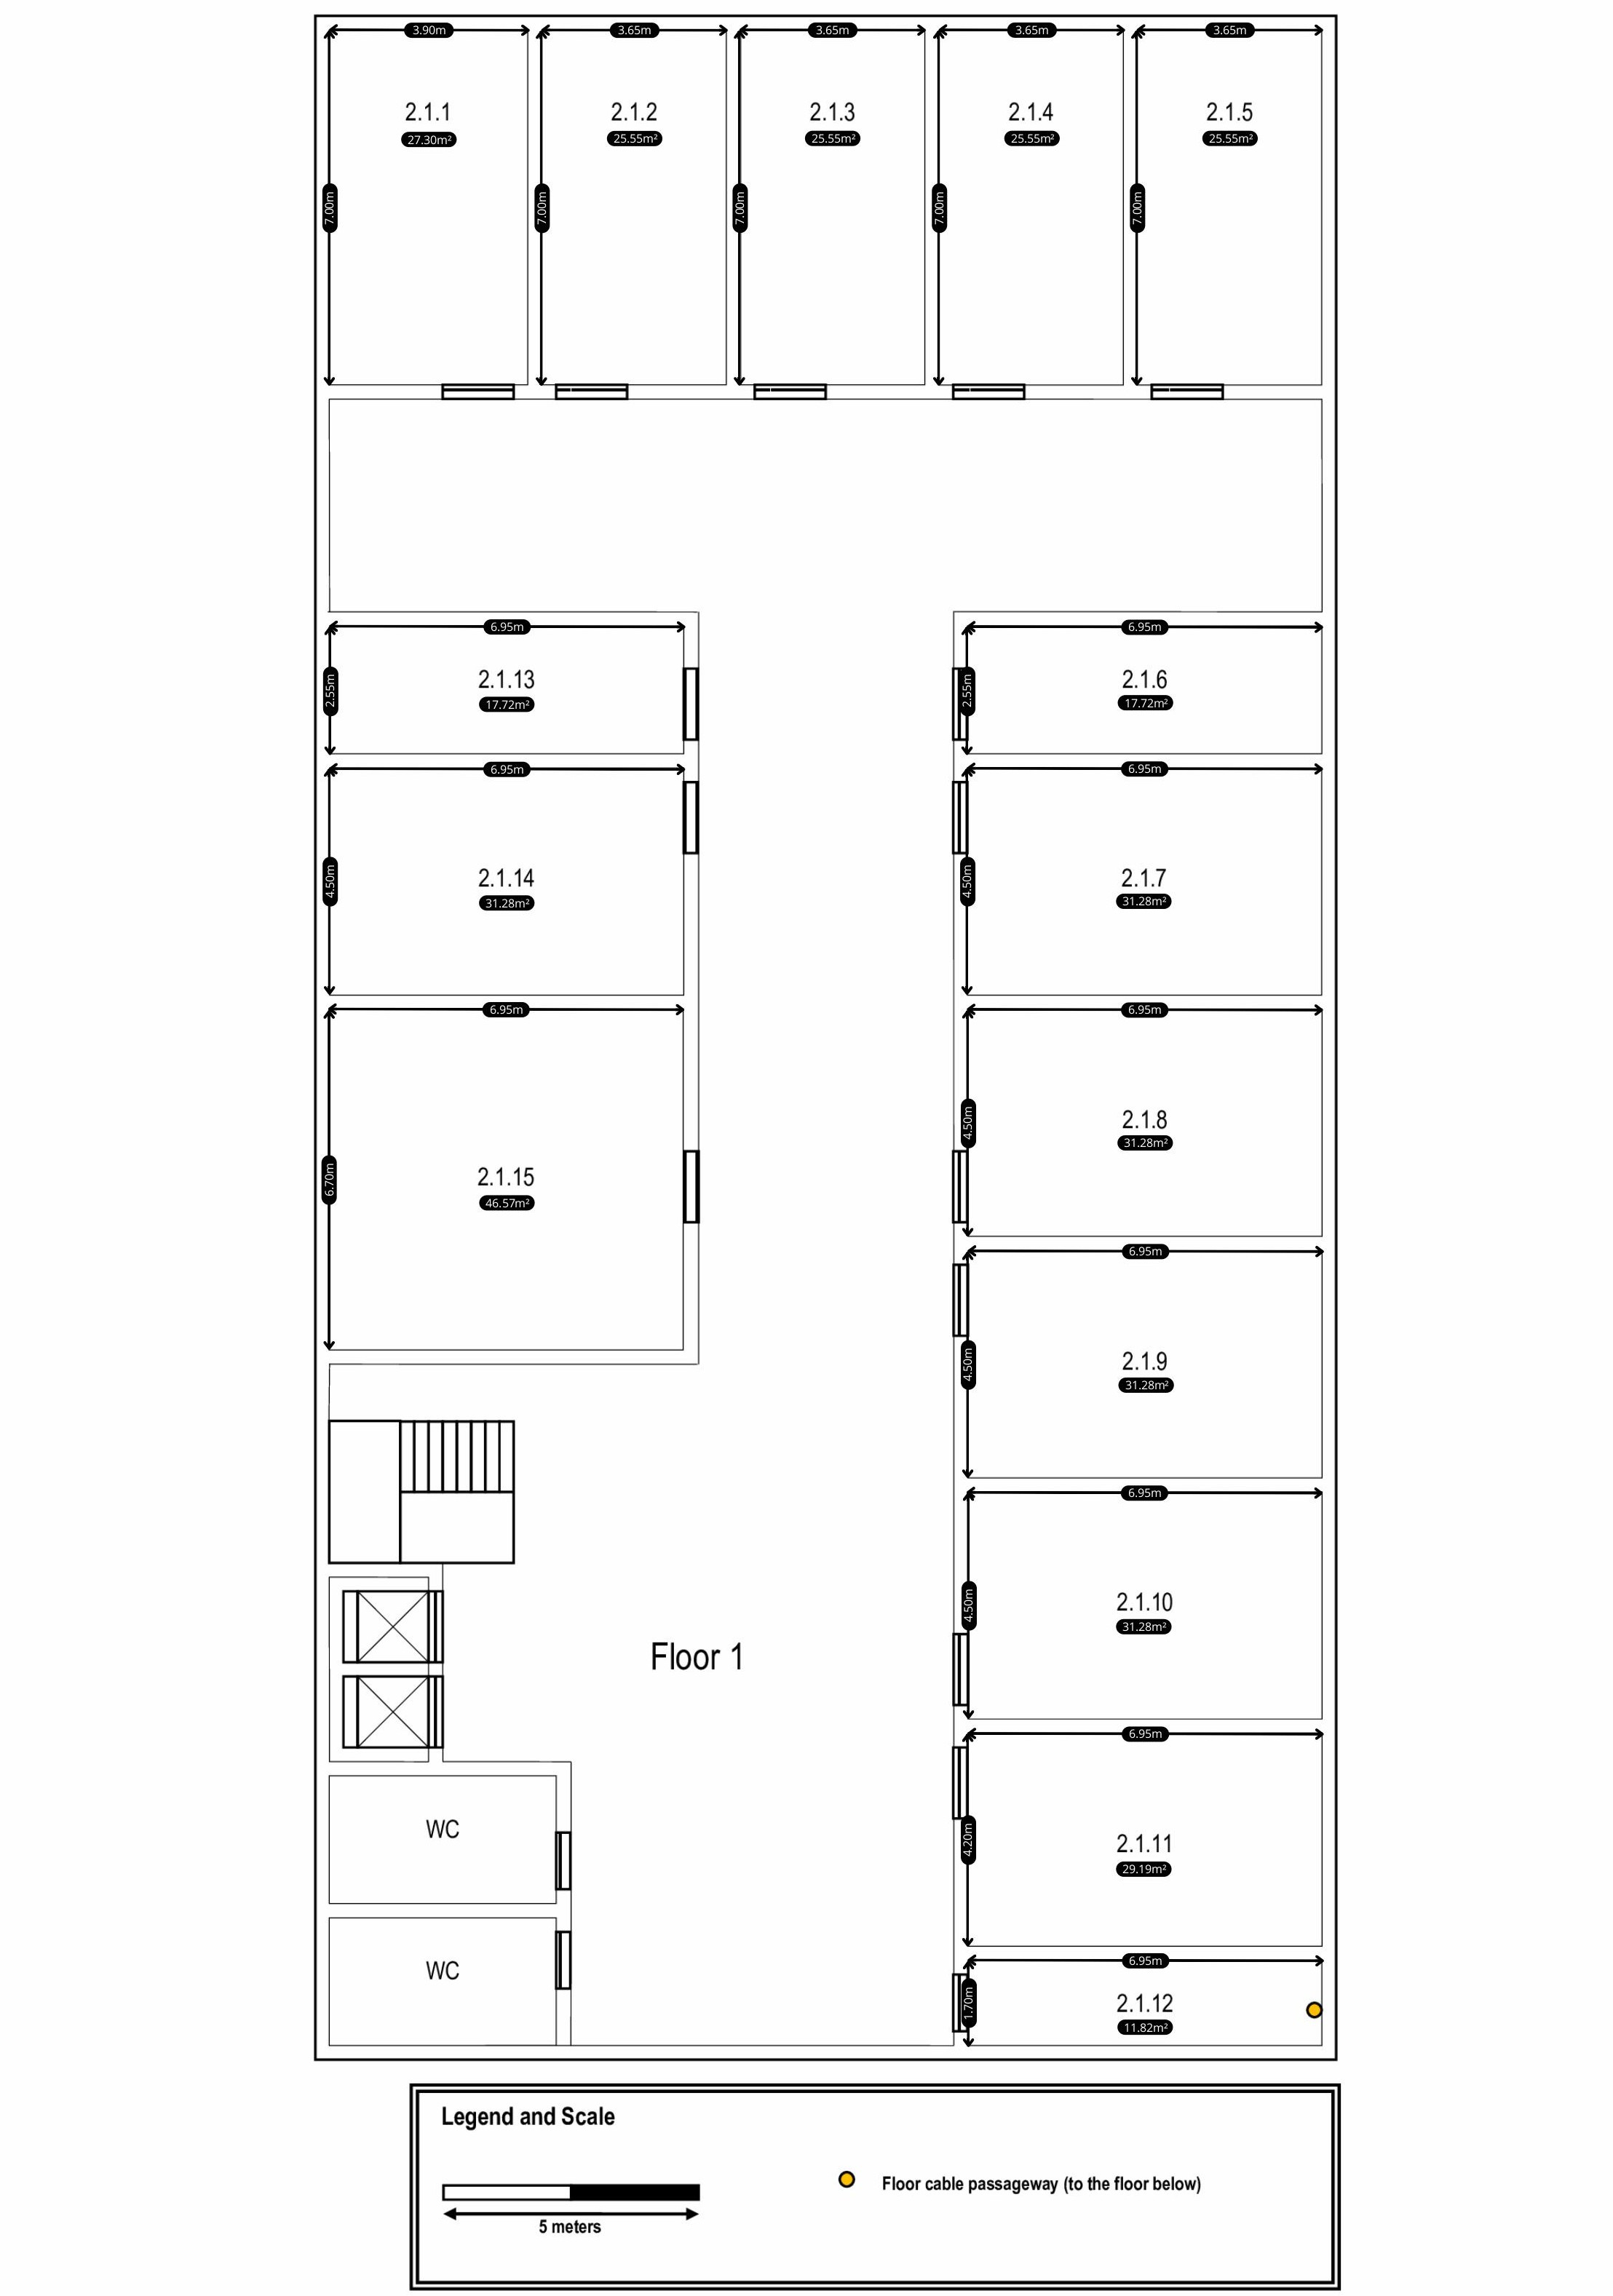 3.90m 3.65m 3.65m 3.65m 3.65m
2.1.1 2.1.2 2.1.3 2.1.4 2.1.5
27.30m² 25.55m² 25.55m² 25.55m² 25.55m²
7.00m 7.00m 7.00m 7.00m 7.00m
6.95m 6.95m
2.1.13 2.1.6
2.55m 17.72m² 2.55m 17.72m²
6.95m 6.95m
2.1.14 2.1.7
4.50m 31.28m² 4.50m 31.28m²
6.95m 6.95m
2.1.8
4.50m 31.28m²
2.1.15
6.70m 46.57m²
6.95m
2.1.9
4.50m 31.28m²
6.95m
2.1.10
4.50m 31.28m²
Floor 1
6.95m
WC
2.1.11
4.20m 29.19m²
6.95m
WC
2.1.12
1.70m 11.82m²
Legend and Scale
Floor cable passageway (to the floor below)
5 meters